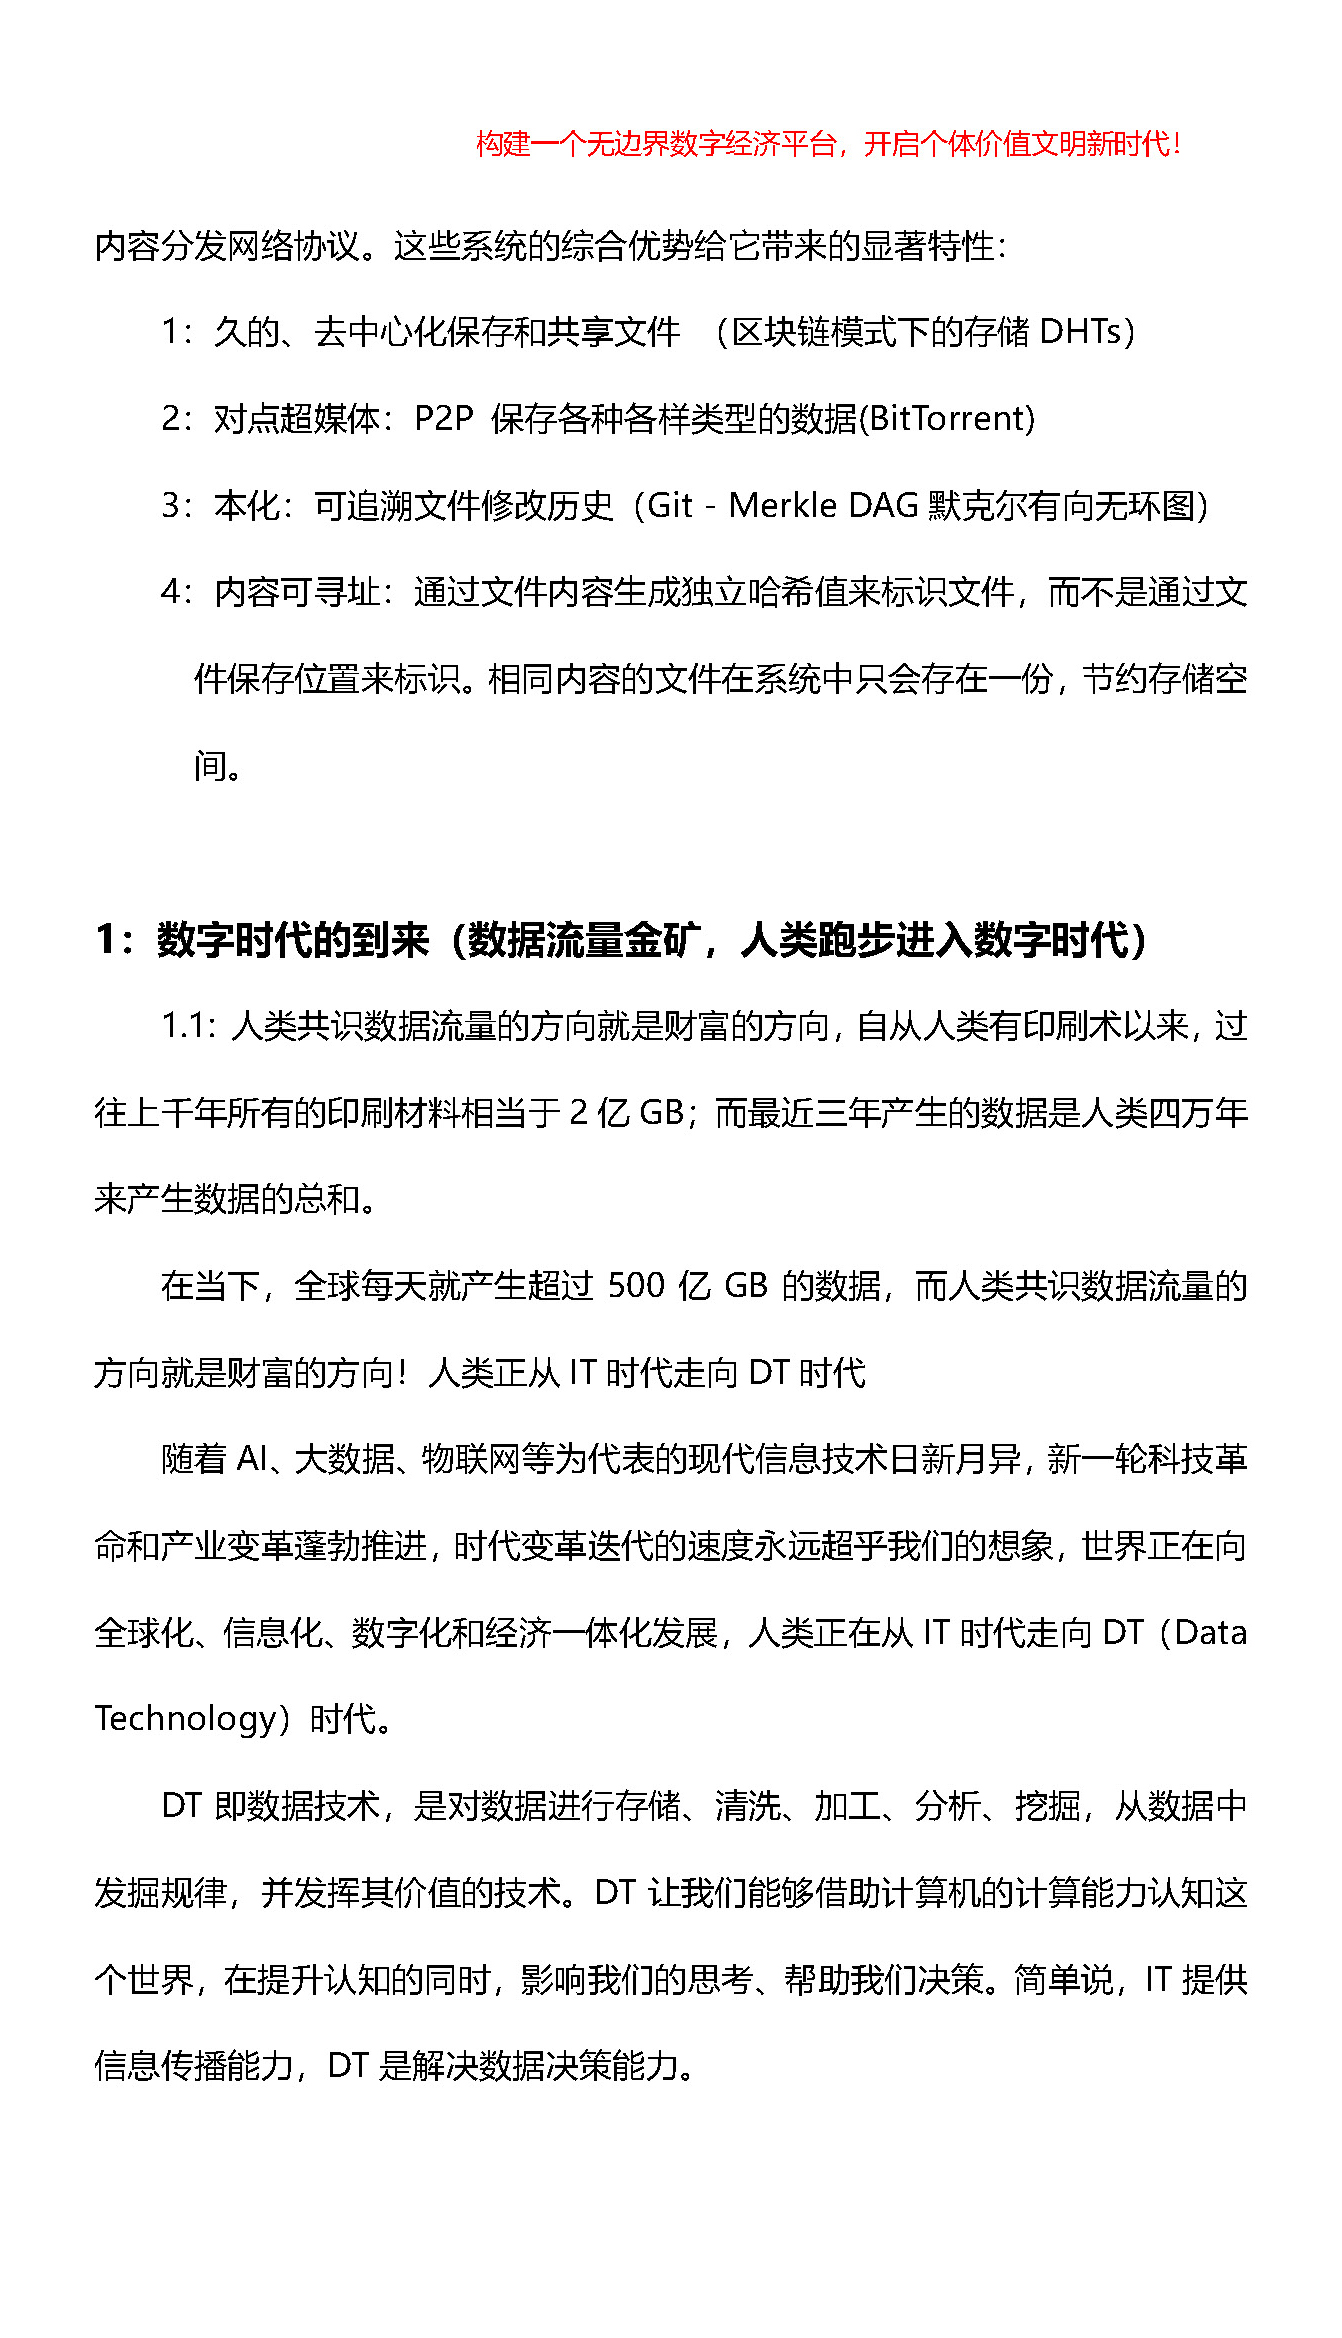 构建一个无边界数字经济平台，开启个体价值文明新时代！
内容分发网络协议。这些系统的综合优势给它带来的显著特性：
1：久的、去中心化保存和共享文件 （区块链模式下的存储 DHTs）
2：对点超媒体：P2P 保存各种各样类型的数据(BitTorrent)
3：本化：可追溯文件修改历史（Git - Merkle DAG 默克尔有向无环图）
4：内容可寻址：通过文件内容生成独立哈希值来标识文件，而不是通过文
件保存位置来标识。相同内容的文件在系统中只会存在一份，节约存储空
间。
1：数字时代的到来（数据流量金矿，人类跑步进入数字时代）
1.1: 人类共识数据流量的方向就是财富的方向，自从人类有印刷术以来，过
往上千年所有的印刷材料相当于 2 亿 GB；而最近三年产生的数据是人类四万年
来产生数据的总和。
在当下，全球每天就产生超过 500 亿 GB 的数据，而人类共识数据流量的
方向就是财富的方向！人类正从 IT 时代走向 DT 时代
随着 AI、大数据、物联网等为代表的现代信息技术日新月异，新一轮科技革
命和产业变革蓬勃推进，时代变革迭代的速度永远超乎我们的想象，世界正在向
全球化、信息化、数字化和经济一体化发展，人类正在从 IT 时代走向 DT（Data
Technology）时代。
DT 即数据技术，是对数据进行存储、清洗、加工、分析、挖掘，从数据中
发掘规律，并发挥其价值的技术。DT 让我们能够借助计算机的计算能力认知这
个世界，在提升认知的同时，影响我们的思考、帮助我们决策。简单说，IT 提供
信息传播能力，DT 是解决数据决策能力。